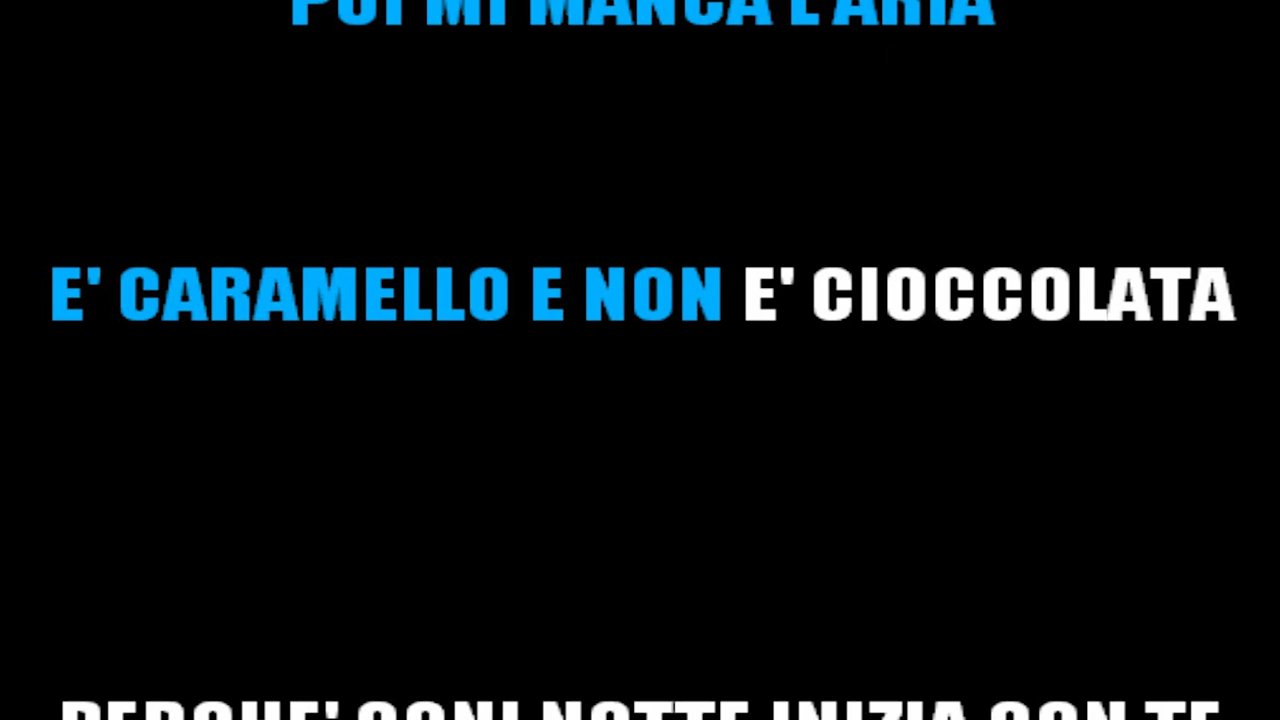 POI MI MANCA L'ARIA
E' CARAMELLO E NON E' CIOCCOLATA
PERCHE' OGNI NOTTE INIZIA CON TE